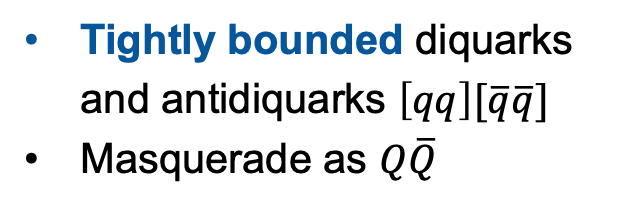 • Tightly bounded diquarks
and antidiquarks [𝑞𝑞][𝑞̄𝑞̄]
• Masquerade as 𝑄𝑄̄